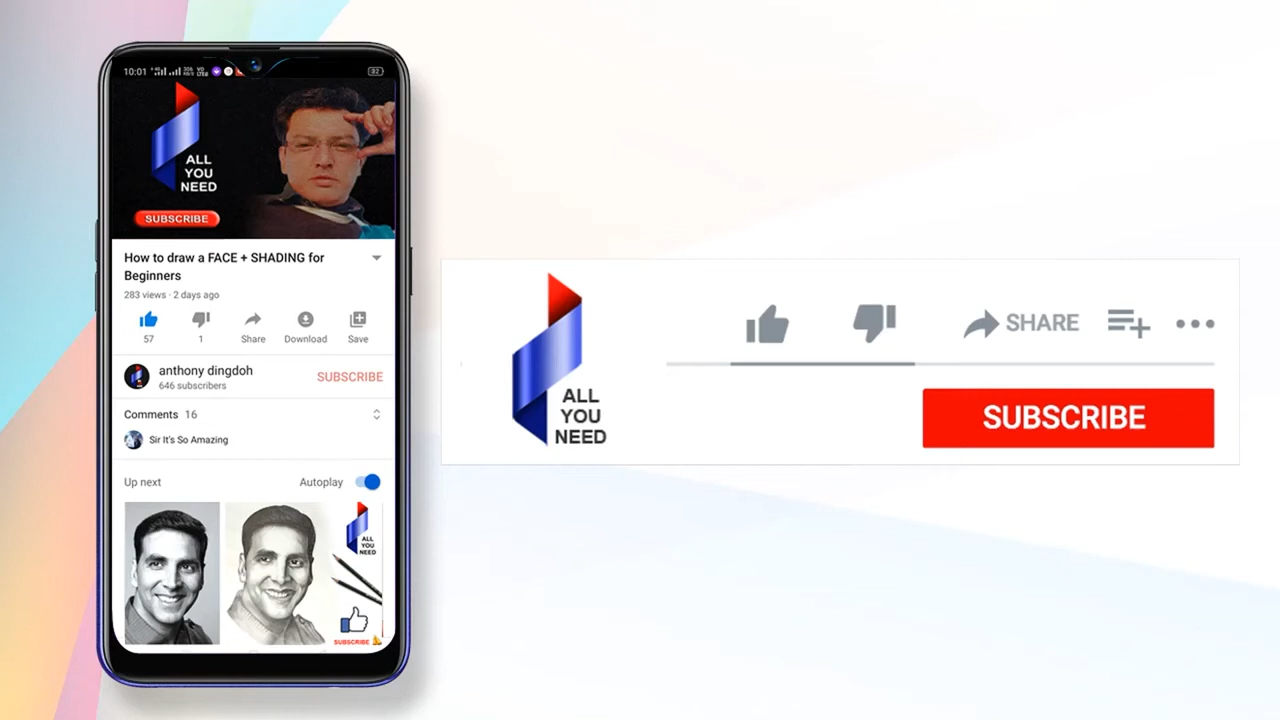 10:01
32
ALL
YOU
NEED
SUBSCRIBE
How to draw a FACE + SHADING for
Beginners
283 views · 2 days ago
57
1
Share
Download
Save
anthony dingdoh
646 subscribers
SUBSCRIBE
Comments 16
Sir It's So Amazing
Up next
Autoplay
ALL
YOU
NEED
SUBSCRIBE
SHARE
ALL
YOU
NEED
SUBSCRIBE